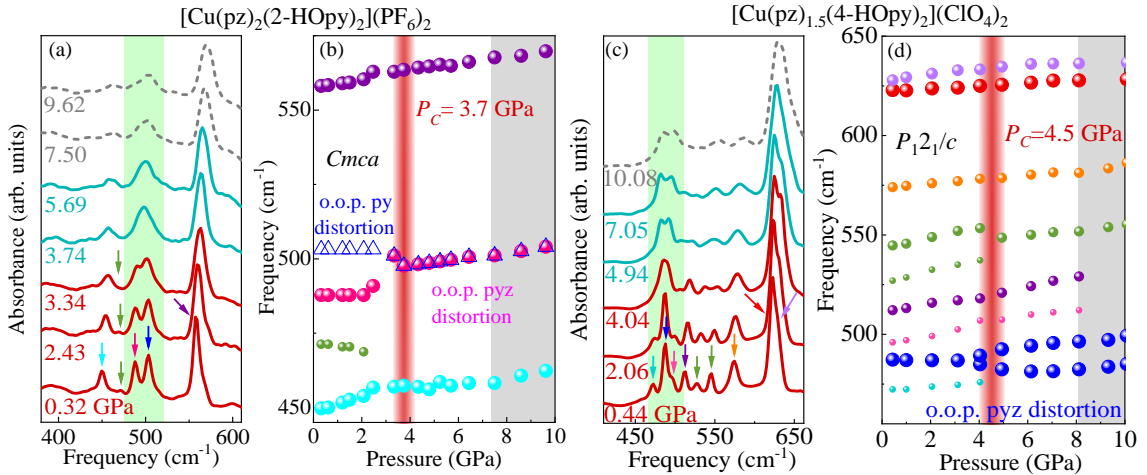 [Cu(pz)2(2-HOpy)2](PF6)2
[Cu(pz)1.5(4-HOpy)2](ClO4)2
(a)
9.62
7.50
5.69
3.74
3.34
2.43
0.32 GPa
Absorbance (arb. units)
400
500
600
Frequency (cm-1)
(b)
PC= 3.7 GPa
Cmca
o.o.p. py
distortion
o.o.p. pyz
distortion
Frequency (cm-1)
550
500
450
0
2
4
6
8
10
Pressure (GPa)
(c)
10.08
7.05
4.94
4.04
2.06
0.44 GPa
Absorbance (arb. units)
450
550
650
Frequency (cm-1)
(d)
P121/c
PC=4.5 GPa
o.o.p. pyz distortion
Frequency (cm-1)
650
625
600
575
550
525
500
475
0
2
4
6
8
10
Pressure (GPa)